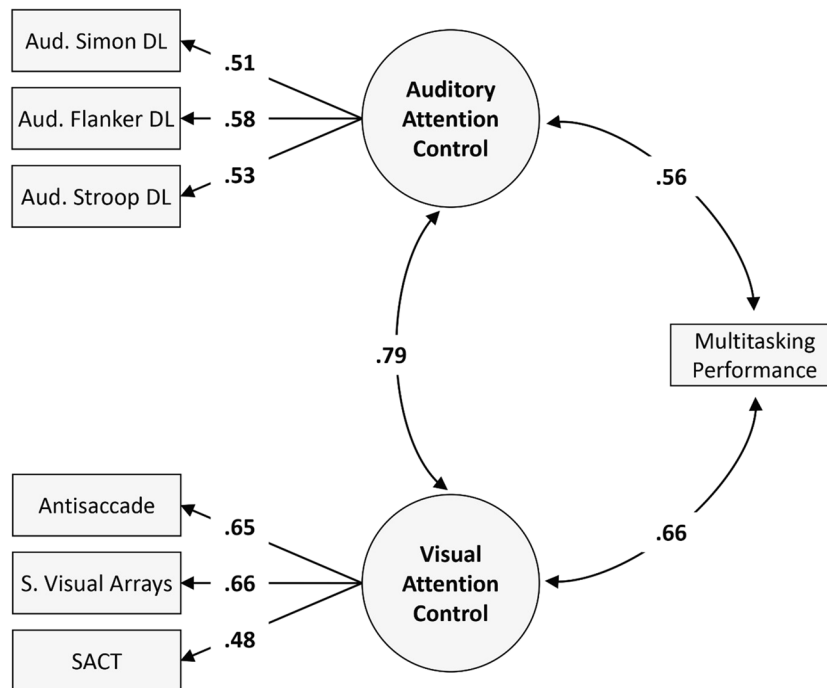 Aud. Simon DL
.51
Aud. Flanker DL
.58
Aud. Stroop DL
.53
Auditory
Attention
Control
.56
.79
Multitasking
Performance
Antisaccade
.65
S. Visual Arrays
.66
SACT
.48
Visual
Attention
Control
.66